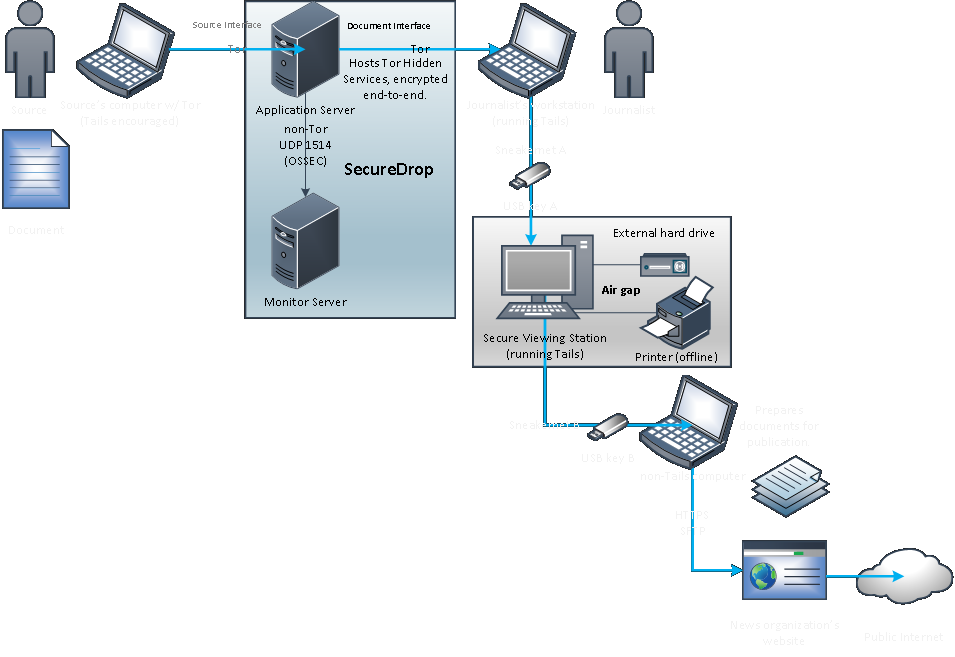 Source Interface
Tor
Document Interface
Tor
Hosts Tor Hidden
Services, encrypted
end-to-end.
Source
Source's computer w/ Tor
(Tails encouraged)
Application Server
non-Tor
UDP 1514
(OSSEC)
SecureDrop
Monitor Server
Document
Journalist's workstation
(running Tails)
Journalist
Sneakernet A
USB key A
External hard drive
Air gap
Secure Viewing Station
(running Tails)
Printer (offline)
Sneakernet B
USB key B
Prepares
documents for
publication
non-Tails computer
HTTPS
News organization's
website
Public Internet